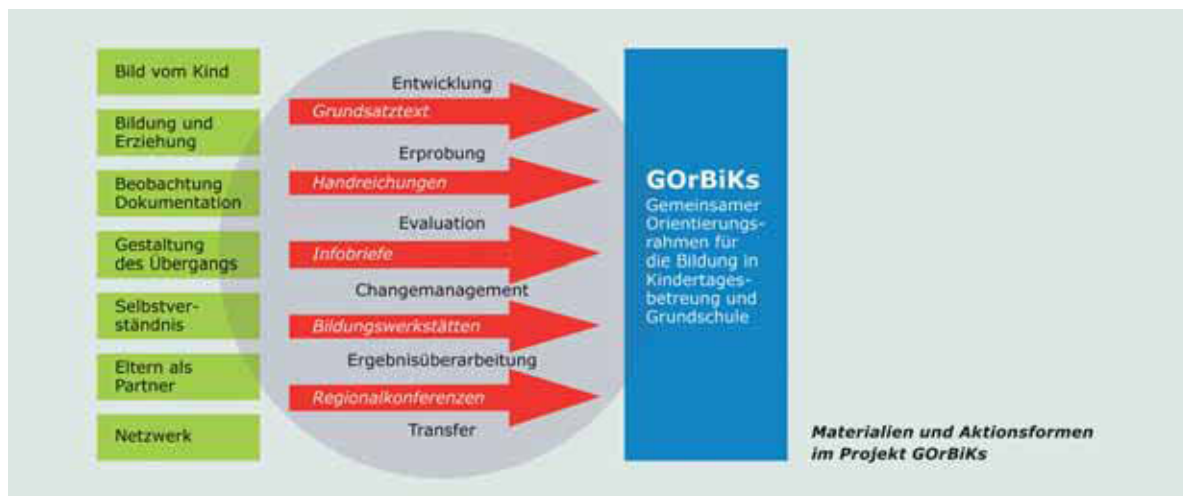 Bild vom Kind
Bildung und
Erziehung
Beobachtung
Dokumentation
Gestaltung
des Übergangs
Selbstver-
ständnis
Eltern als
Partner
Netzwerk
Entwicklung
Grundsatztext
Erprobung
Handreichungen
Evaluation
Infobriefe
Changemanagement
Bildungswerkstätten
Ergebnisüberarbeitung
Regionalkonferenzen
Transfer
GOrBiKs
Gemeinsamer
Orientierungs-
rahmen für
die Bildung in
Kindertages-
betreung und
Grundschule
Materialien und Aktionsformen
im Projekt GOrBiKs